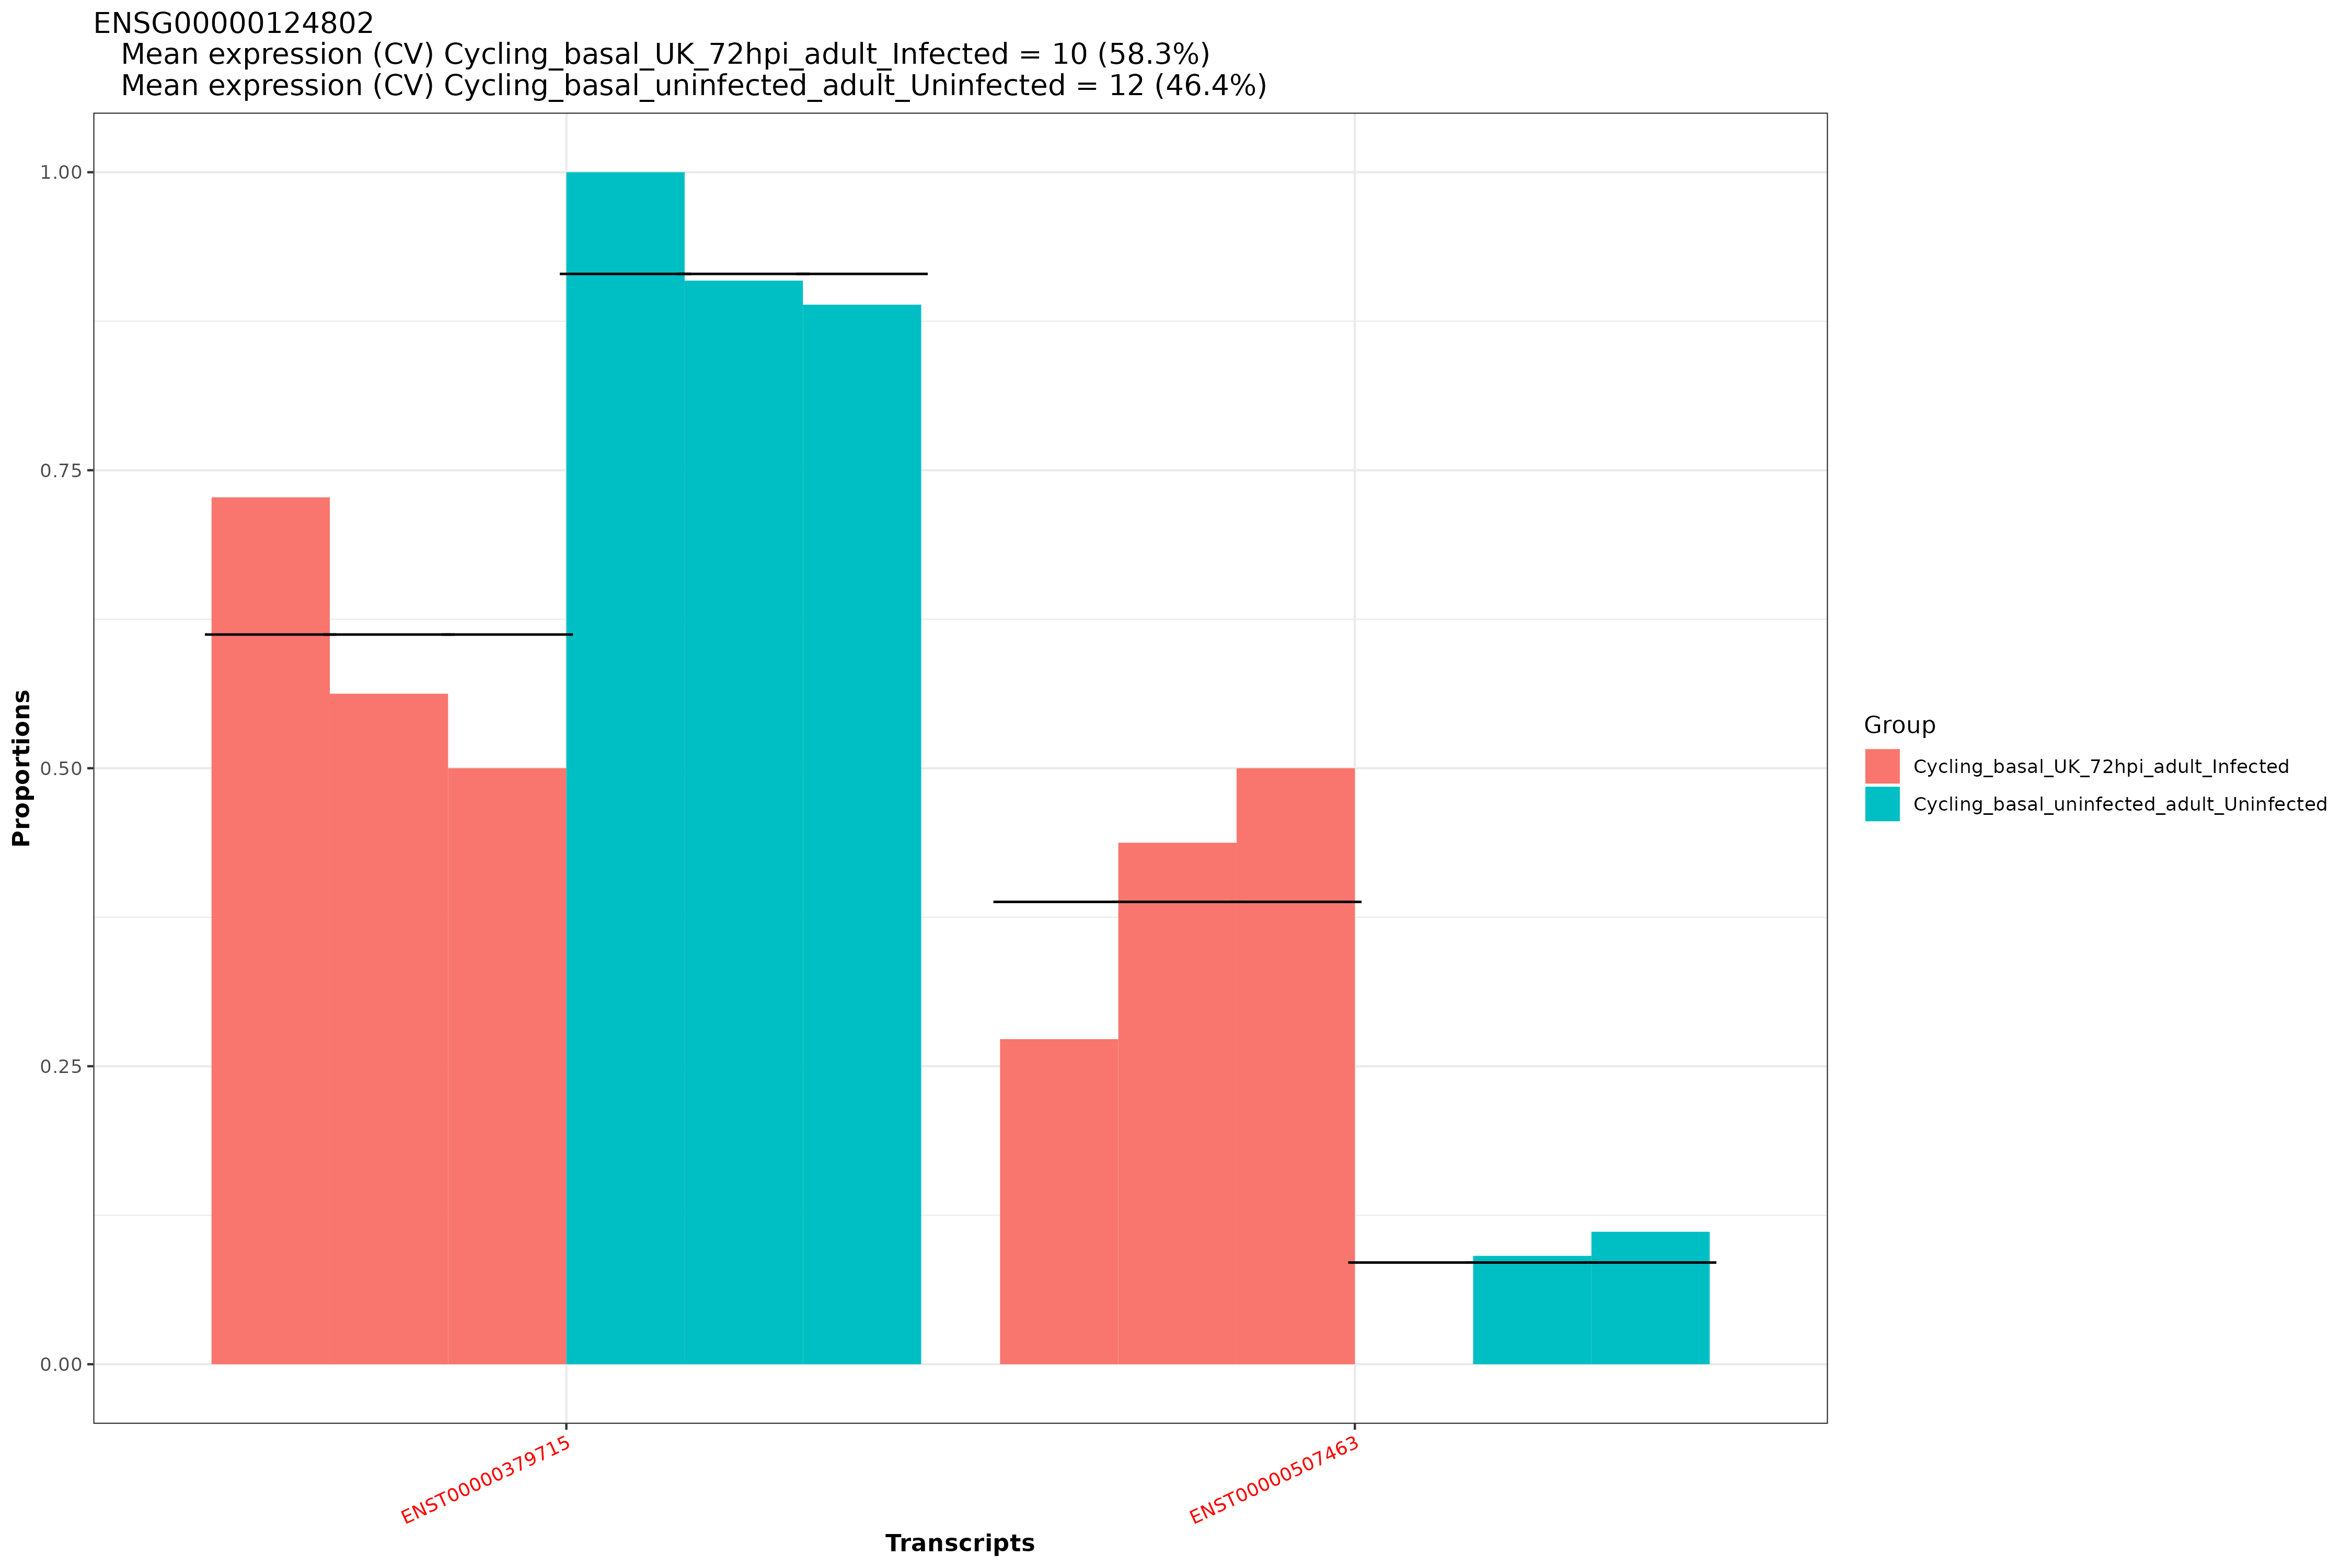 ENSG00000124802
Mean expression (CV) Cycling_basal_UK_72hpi_adult_Infected = 10 (58.3%)
Mean expression (CV) Cycling_basal_uninfected_adult_Uninfected = 12 (46.4%)
1.00
0.75
0.50
0.25
0.00
Proportions
ENST00000379715
ENST00000507463
Transcripts
Group
Cycling_basal_UK_72hpi_adult_Infected
Cycling_basal_uninfected_adult_Uninfected